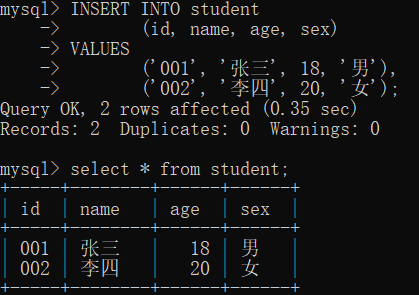 mysql> INSERT INTO student
    ->        (id, name, age, sex)
    -> VALUES
    ->        ('001', '张三', 18, '男'),
    ->        ('002', '李四', 20, '女');
Query OK, 2 rows affected (0.35 sec)
Records: 2  Duplicates: 0  Warnings: 0

mysql> select * from student;
+-----+------+-----+-----+
| id  | name | age | sex |
+-----+------+-----+-----+
| 001 | 张三 |  18 | 男
| 002 | 李四 |  20 | 女
+-----+------+-----+-----+